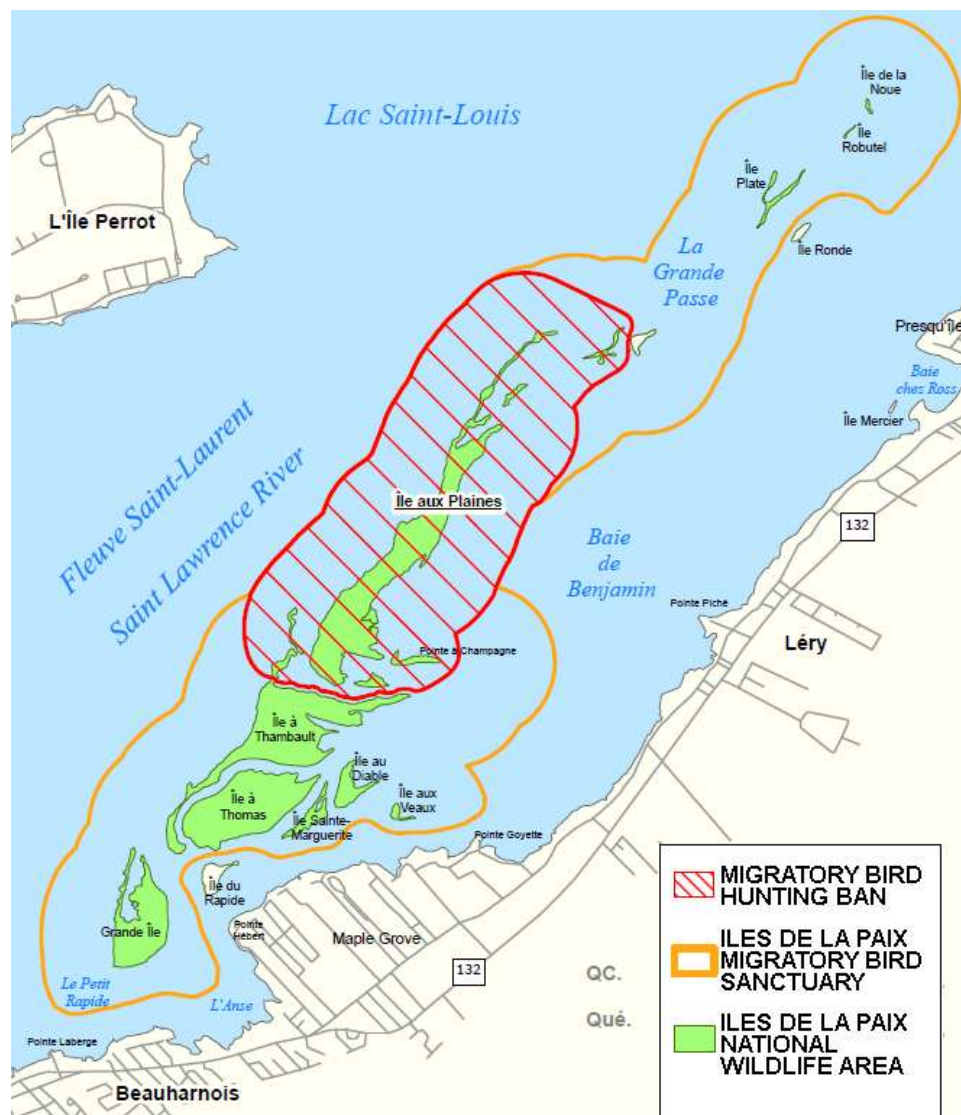 Île de la
Noue
Île
Robutel
Lac Saint-Louis
Île
Plate
L'Île Perrot
La
Grande
Passe
Île Ronde
Presqu'île
Baie
chez Ross
Île Mercier
Fleuve Saint-Laurent
Saint Lawrence River
Île aux Plaines
132
Baie
de
Benjamin
Pointe Piché
Léry
Pointe à Champagne
Île à
Thambault
Île au
Diable
Île à
Thomas
Île aux
Veaux
Île Sainte-
Marguerite
Pointe Goyette
Île du
Rapide
Grande Île
Pointe
Hébert
Maple Grove
132
Le Petit
Rapide
L'Anse
QC.
Qué.
Pointe Laberge
Beauharnois
MIGRATORY BIRD
HUNTING BAN
ILES DE LA PAIX
MIGRATORY BIRD
SANCTUARY
ILES DE LA PAIX
NATIONAL
WILDLIFE AREA